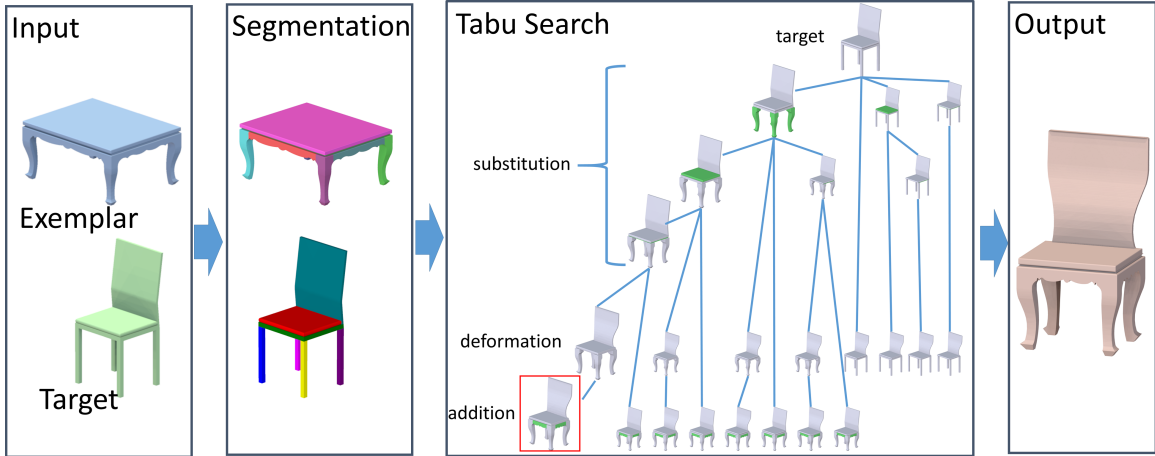 Input
Exemplar
Target
Segmentation
Tabu Search
target
substitution
deformation
addition
Output